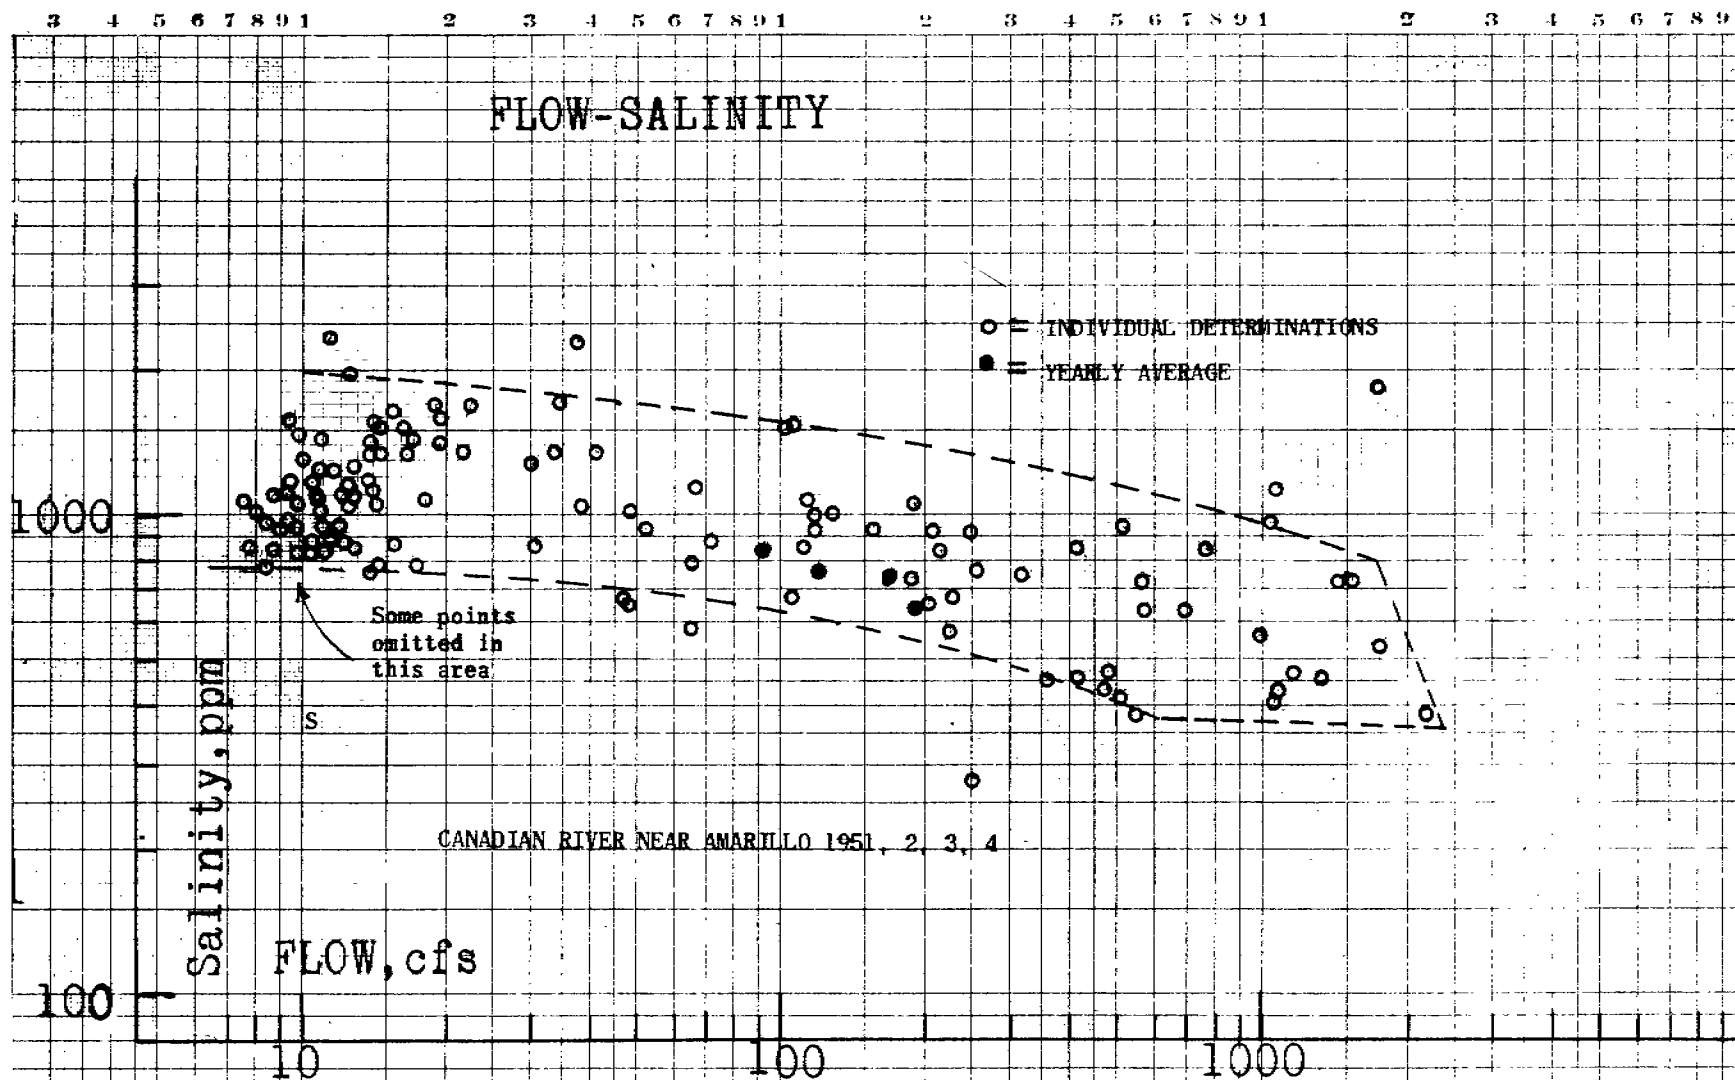 3 4 5 6 7 8 9 1 2 3 4 5 6 7 8 9 1 2 3 4 5 6 7 8 9 1 2 3 4 5 6 7 8 9
FLOW-SALINITY
o = INDIVIDUAL DETERMINATIONS
● = YEARLY AVERAGE
1000
Some points
omitted in
this area
S
Salinity, ppm
CANADIAN RIVER NEAR AMARILLO 1951, 2, 3, 4
FLOW, cfs
100
10 100 1000